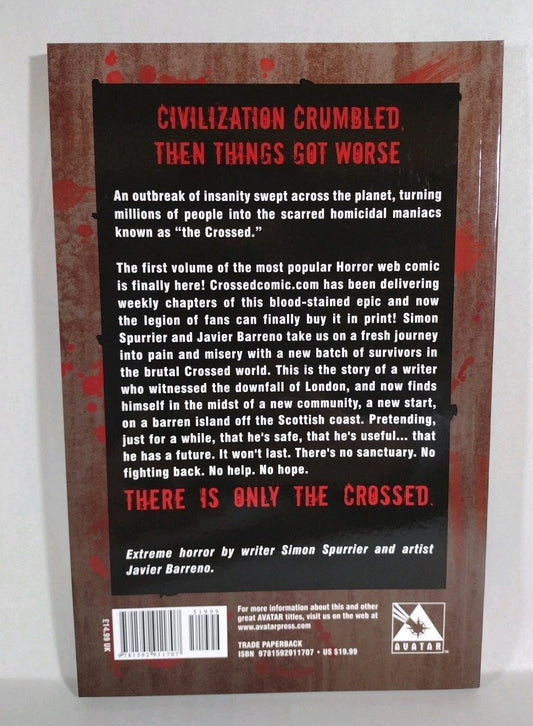 CIVILIZATION CRUMBLED,
THEN THINGS GOT WORSE
An outbreak of insanity swept across the planet, turning
millions of people into the scarred homicidal maniacs
known as “the Crossed.”
The first volume of the most popular Horror web comic
is finally here! Crossedcomic.com has been delivering
weekly chapters of this blood-stained epic and now
the legion of fans can finally buy it in print! Simon
Spurrier and Javier Barreno take us on a fresh journey
into pain and misery with a new batch of survivors in
the brutal Crossed world. This is the story of a writer
who witnessed the downfall of London, and now finds
himself in the midst of a new community, a new start,
on a barren island off the Scottish coast. Pretending,
just for a while, that he's safe, that he's useful... that
he has a future. It won't last. There's no sanctuary. No
fighting back. No help. No hope.
THERE IS ONLY THE CROSSED.
Extreme horror by writer Simon Spurrier and artist
Javier Barreno.
£14.99 UK
51999
9781592911707
For more information about this and other
great AVATAR titles, visit us on the web at
www.avatarpress.com
TRADE PAPERBACK
ISBN 9781592911707 • US $19.99
AVATAR™